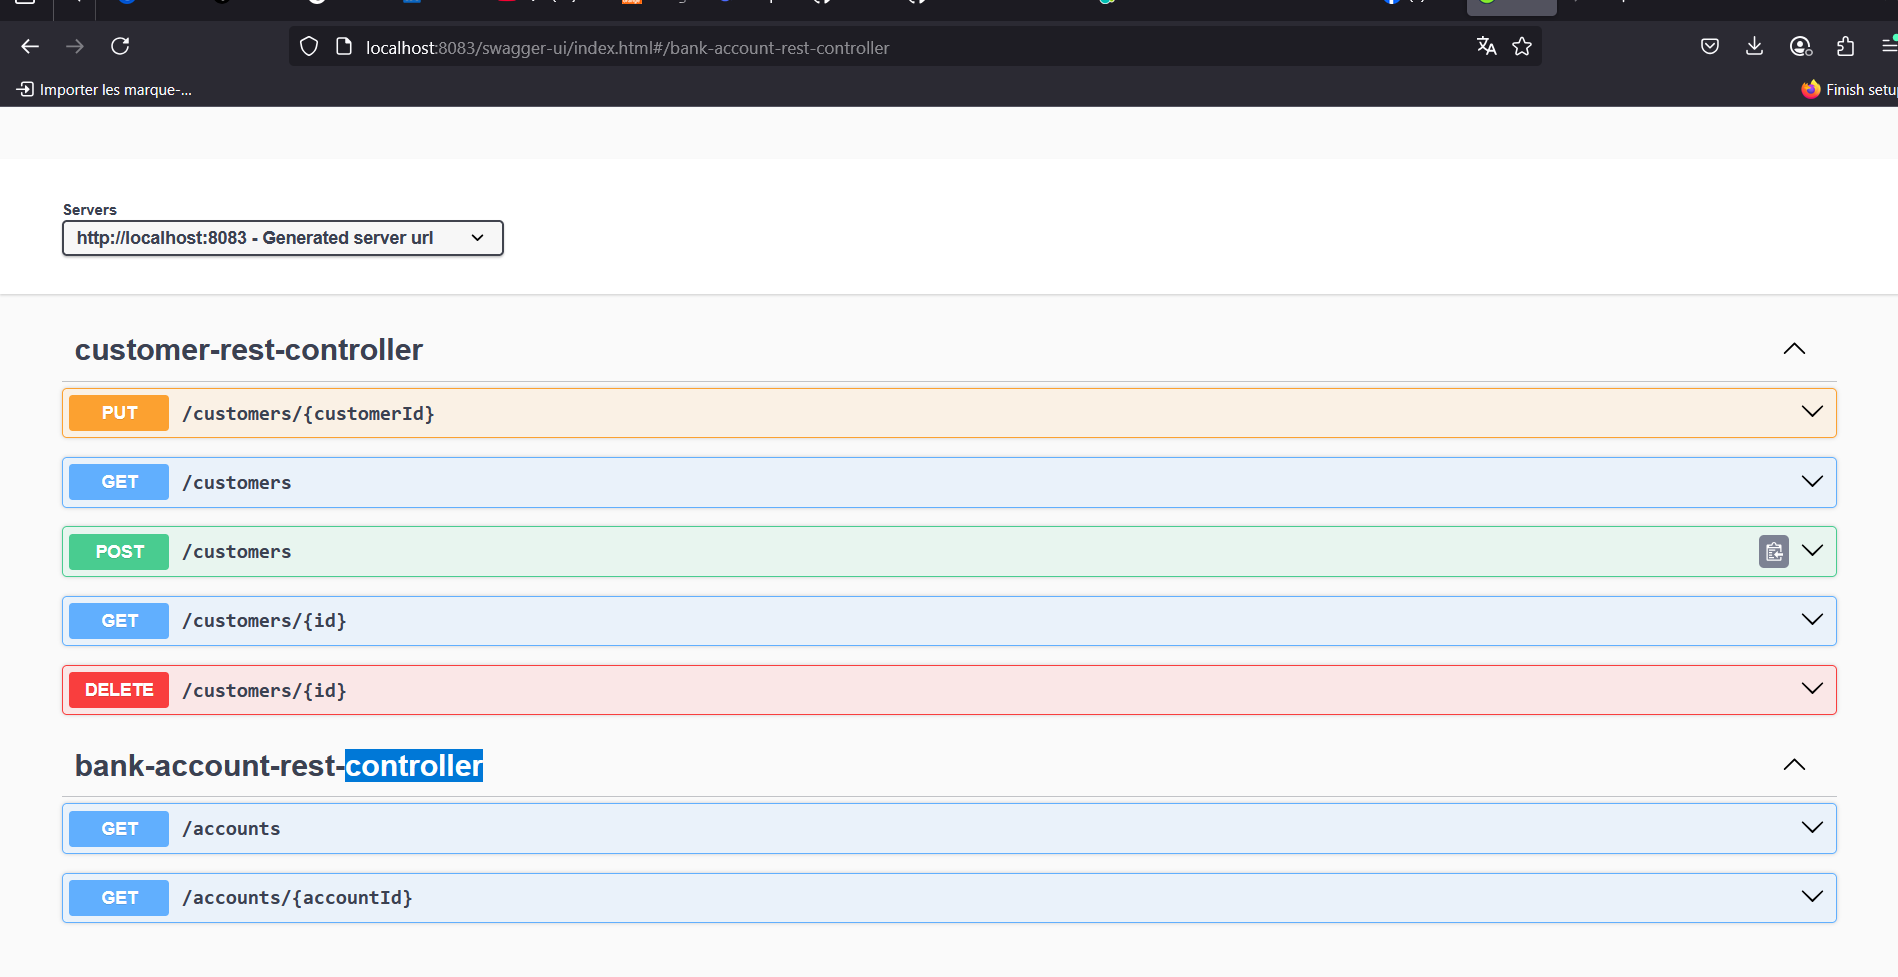 localhost:8083/swagger-ui/index.html#/bank-account-rest-controller
Importer les marque-...
Finish setu
Servers
http://localhost:8083 - Generated server url
customer-rest-controller
PUT /customers/{customerId}
GET /customers
POST /customers
GET /customers/{id}
DELETE /customers/{id}
bank-account-rest-controller
GET /accounts
GET /accounts/{accountId}